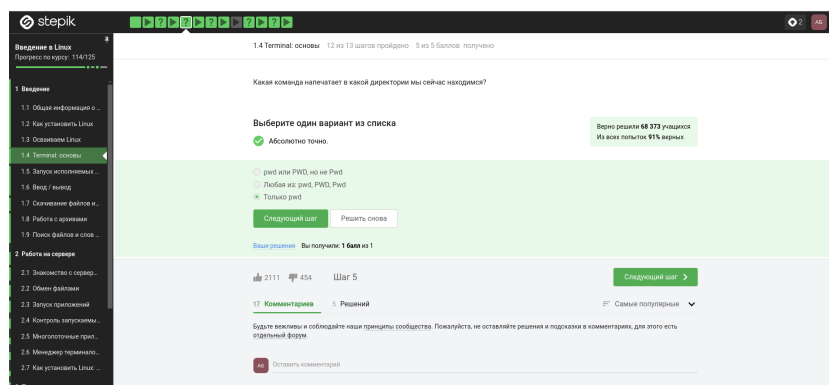 stepik
2
АБ
Введение в Linux
Прогресс по курсу: 114/125
1 Введение
1.1 Общая информация о ...
1.2 Как установить Linux
1.3 Осваиваем Linux
1.4 Terminal: основы
1.5 Запуск исполняемых ...
1.6 Ввод / вывод
1.7 Скачивание файлов и...
1.8 Работа с архивами
1.9 Поиск файлов и слов ...
2 Работа на сервере
2.1 Знакомство с сервер...
2.2 Обмен файлами
2.3 Запуск приложений
2.4 Контроль запускаемы...
2.5 Многопоточные прил...
2.6 Менеджер терминало...
2.7 Как установить Linux: ...
1.4 Terminal: основы 12 из 13 шагов пройдено 5 из 5 баллов получено
Какая команда напечатает в какой директории мы сейчас находимся?
Выберите один вариант из списка
Абсолютно точно.
Верно решили 68 373 учащихся
Из всех попыток 91% верных
pwd или PWD, но не Pwd
Любая из: pwd, PWD, Pwd
Только pwd
Следующий шаг
Решить снова
Ваши решения Вы получили: 1 балл из 1
2111 454 Шаг 5
Следующий шаг
17 Комментариев 5 Решений
Самые популярные
Будьте вежливы и соблюдайте наши принципы сообщества. Пожалуйста, не оставляйте решения и подсказки в комментариях, для этого есть
отдельный форум.
АБ
Оставить комментарий